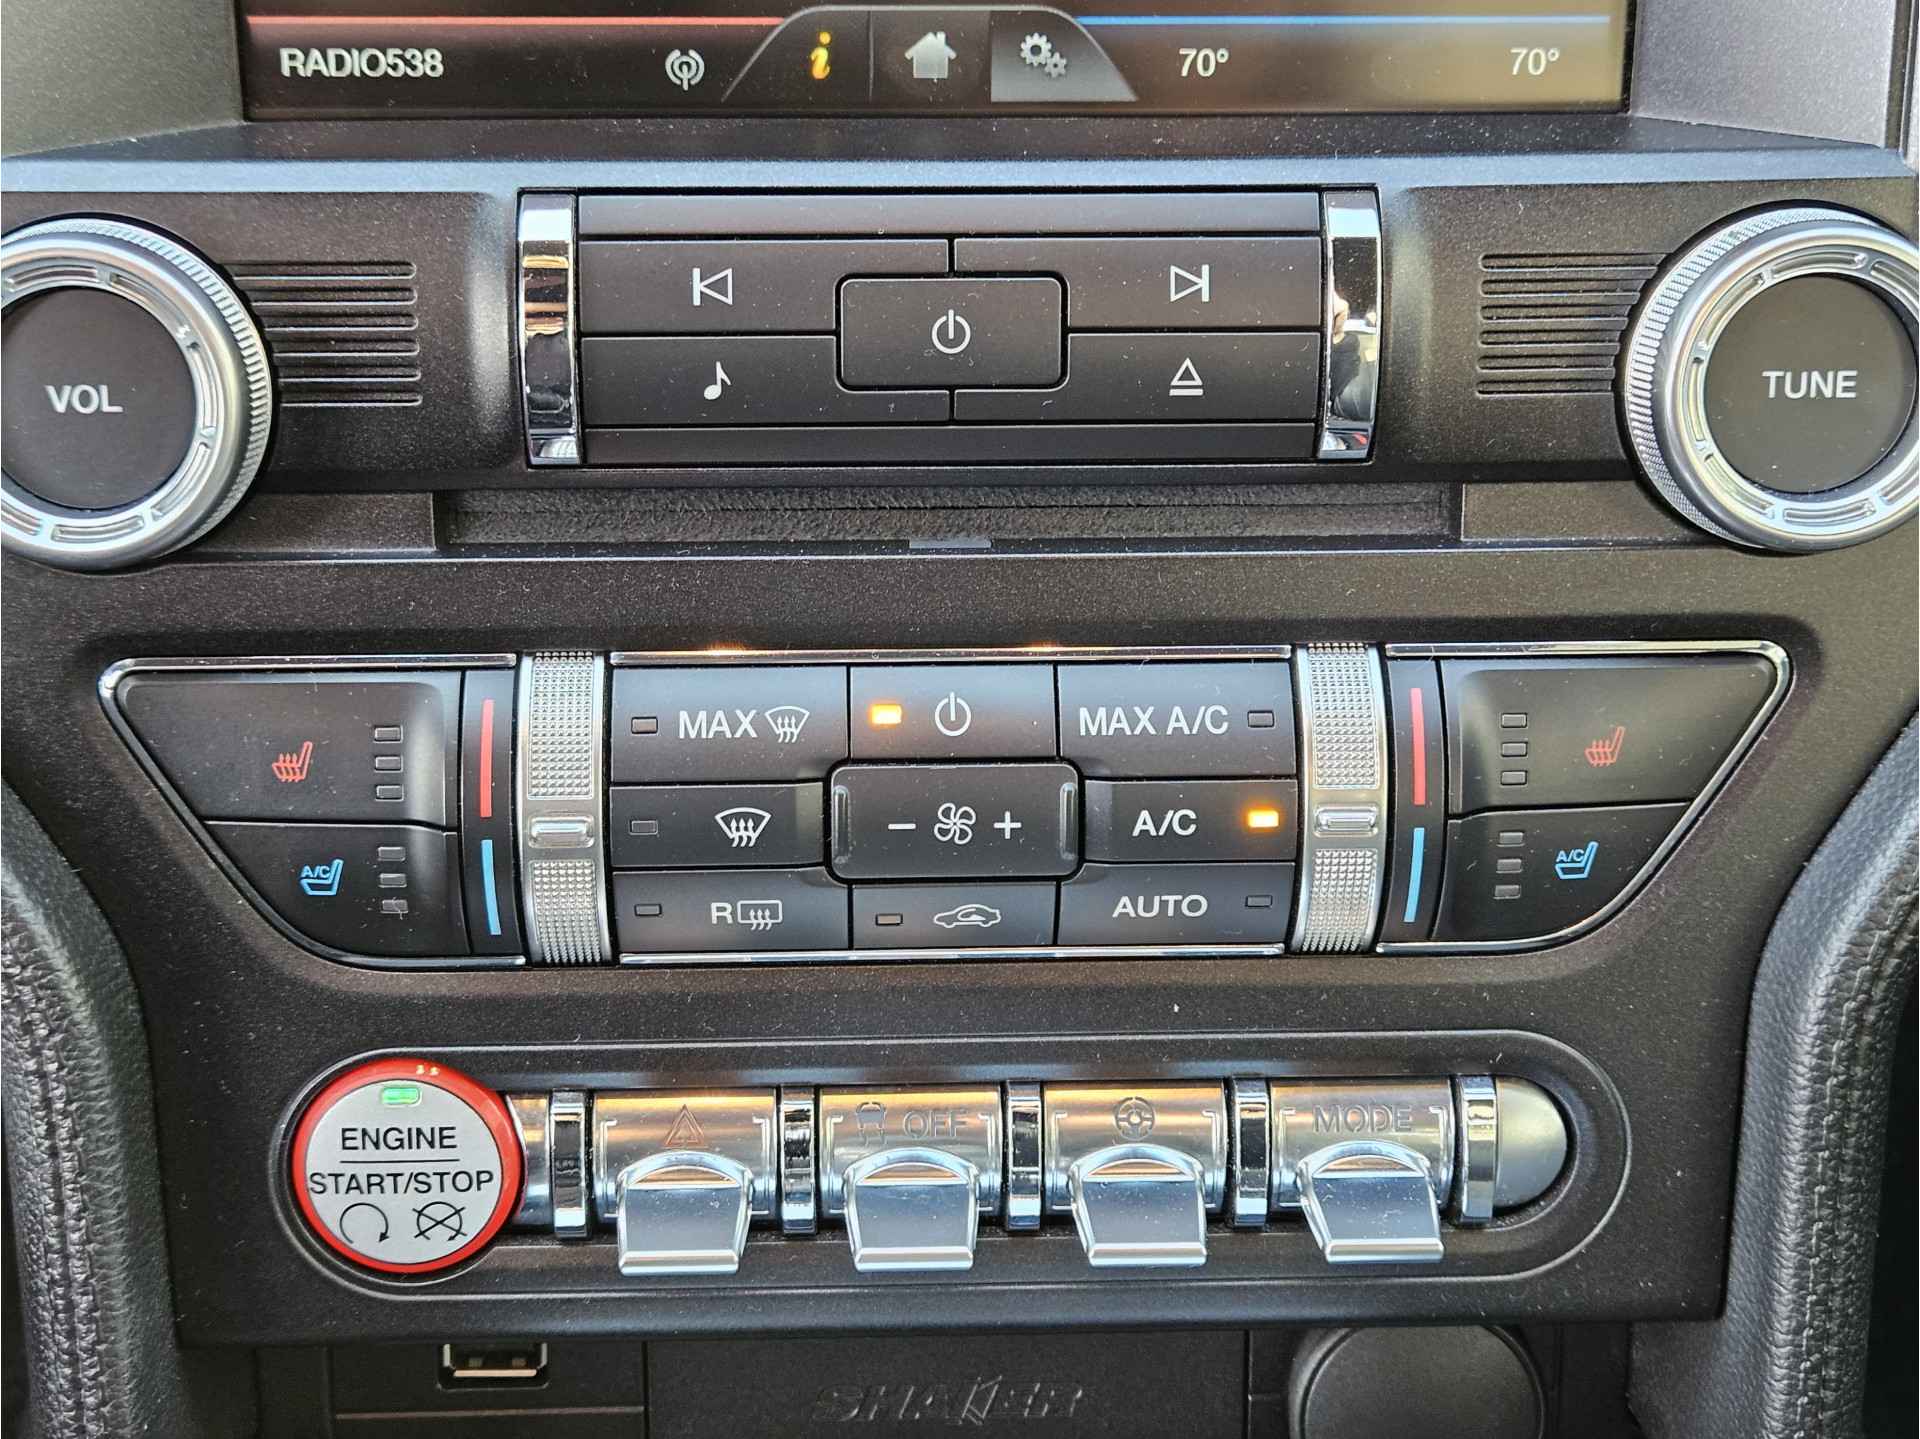 RADIO538 i 70° 70°
VOL
TUNE
MAX
MAX A/C
A/C
A/C
A/C
R
AUTO
ENGINE
START/STOP
OFF
MODE
SHAKER